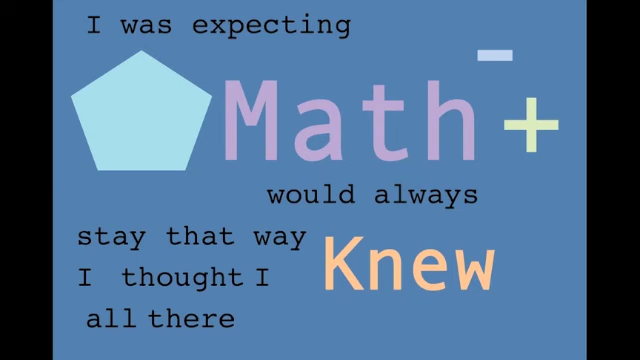 I was expecting
Math - +
would always
stay that way
I thought I Knew
all there